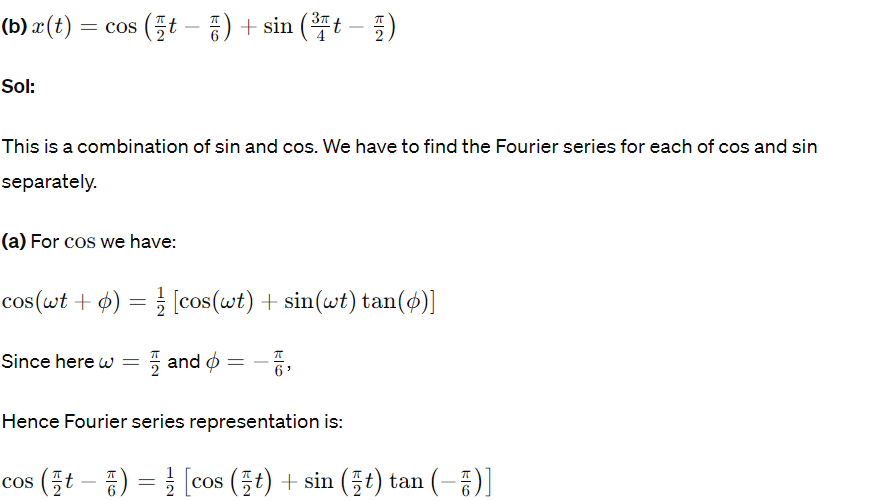 (b) x(t) = cos (π/2 t − π/6) + sin (3π/4 t − π/2)
Sol:
This is a combination of sin and cos. We have to find the Fourier series for each of cos and sin
separately.
(a) For cos we have:
cos(ωt + ϕ) = 1/2 [cos(ωt) + sin(ωt) tan(ϕ)]
Since here ω = π/2 and ϕ = −π/6,
Hence Fourier series representation is:
cos (π/2 t − π/6) = 1/2 [cos (π/2 t) + sin (π/2 t) tan (−π/6)]